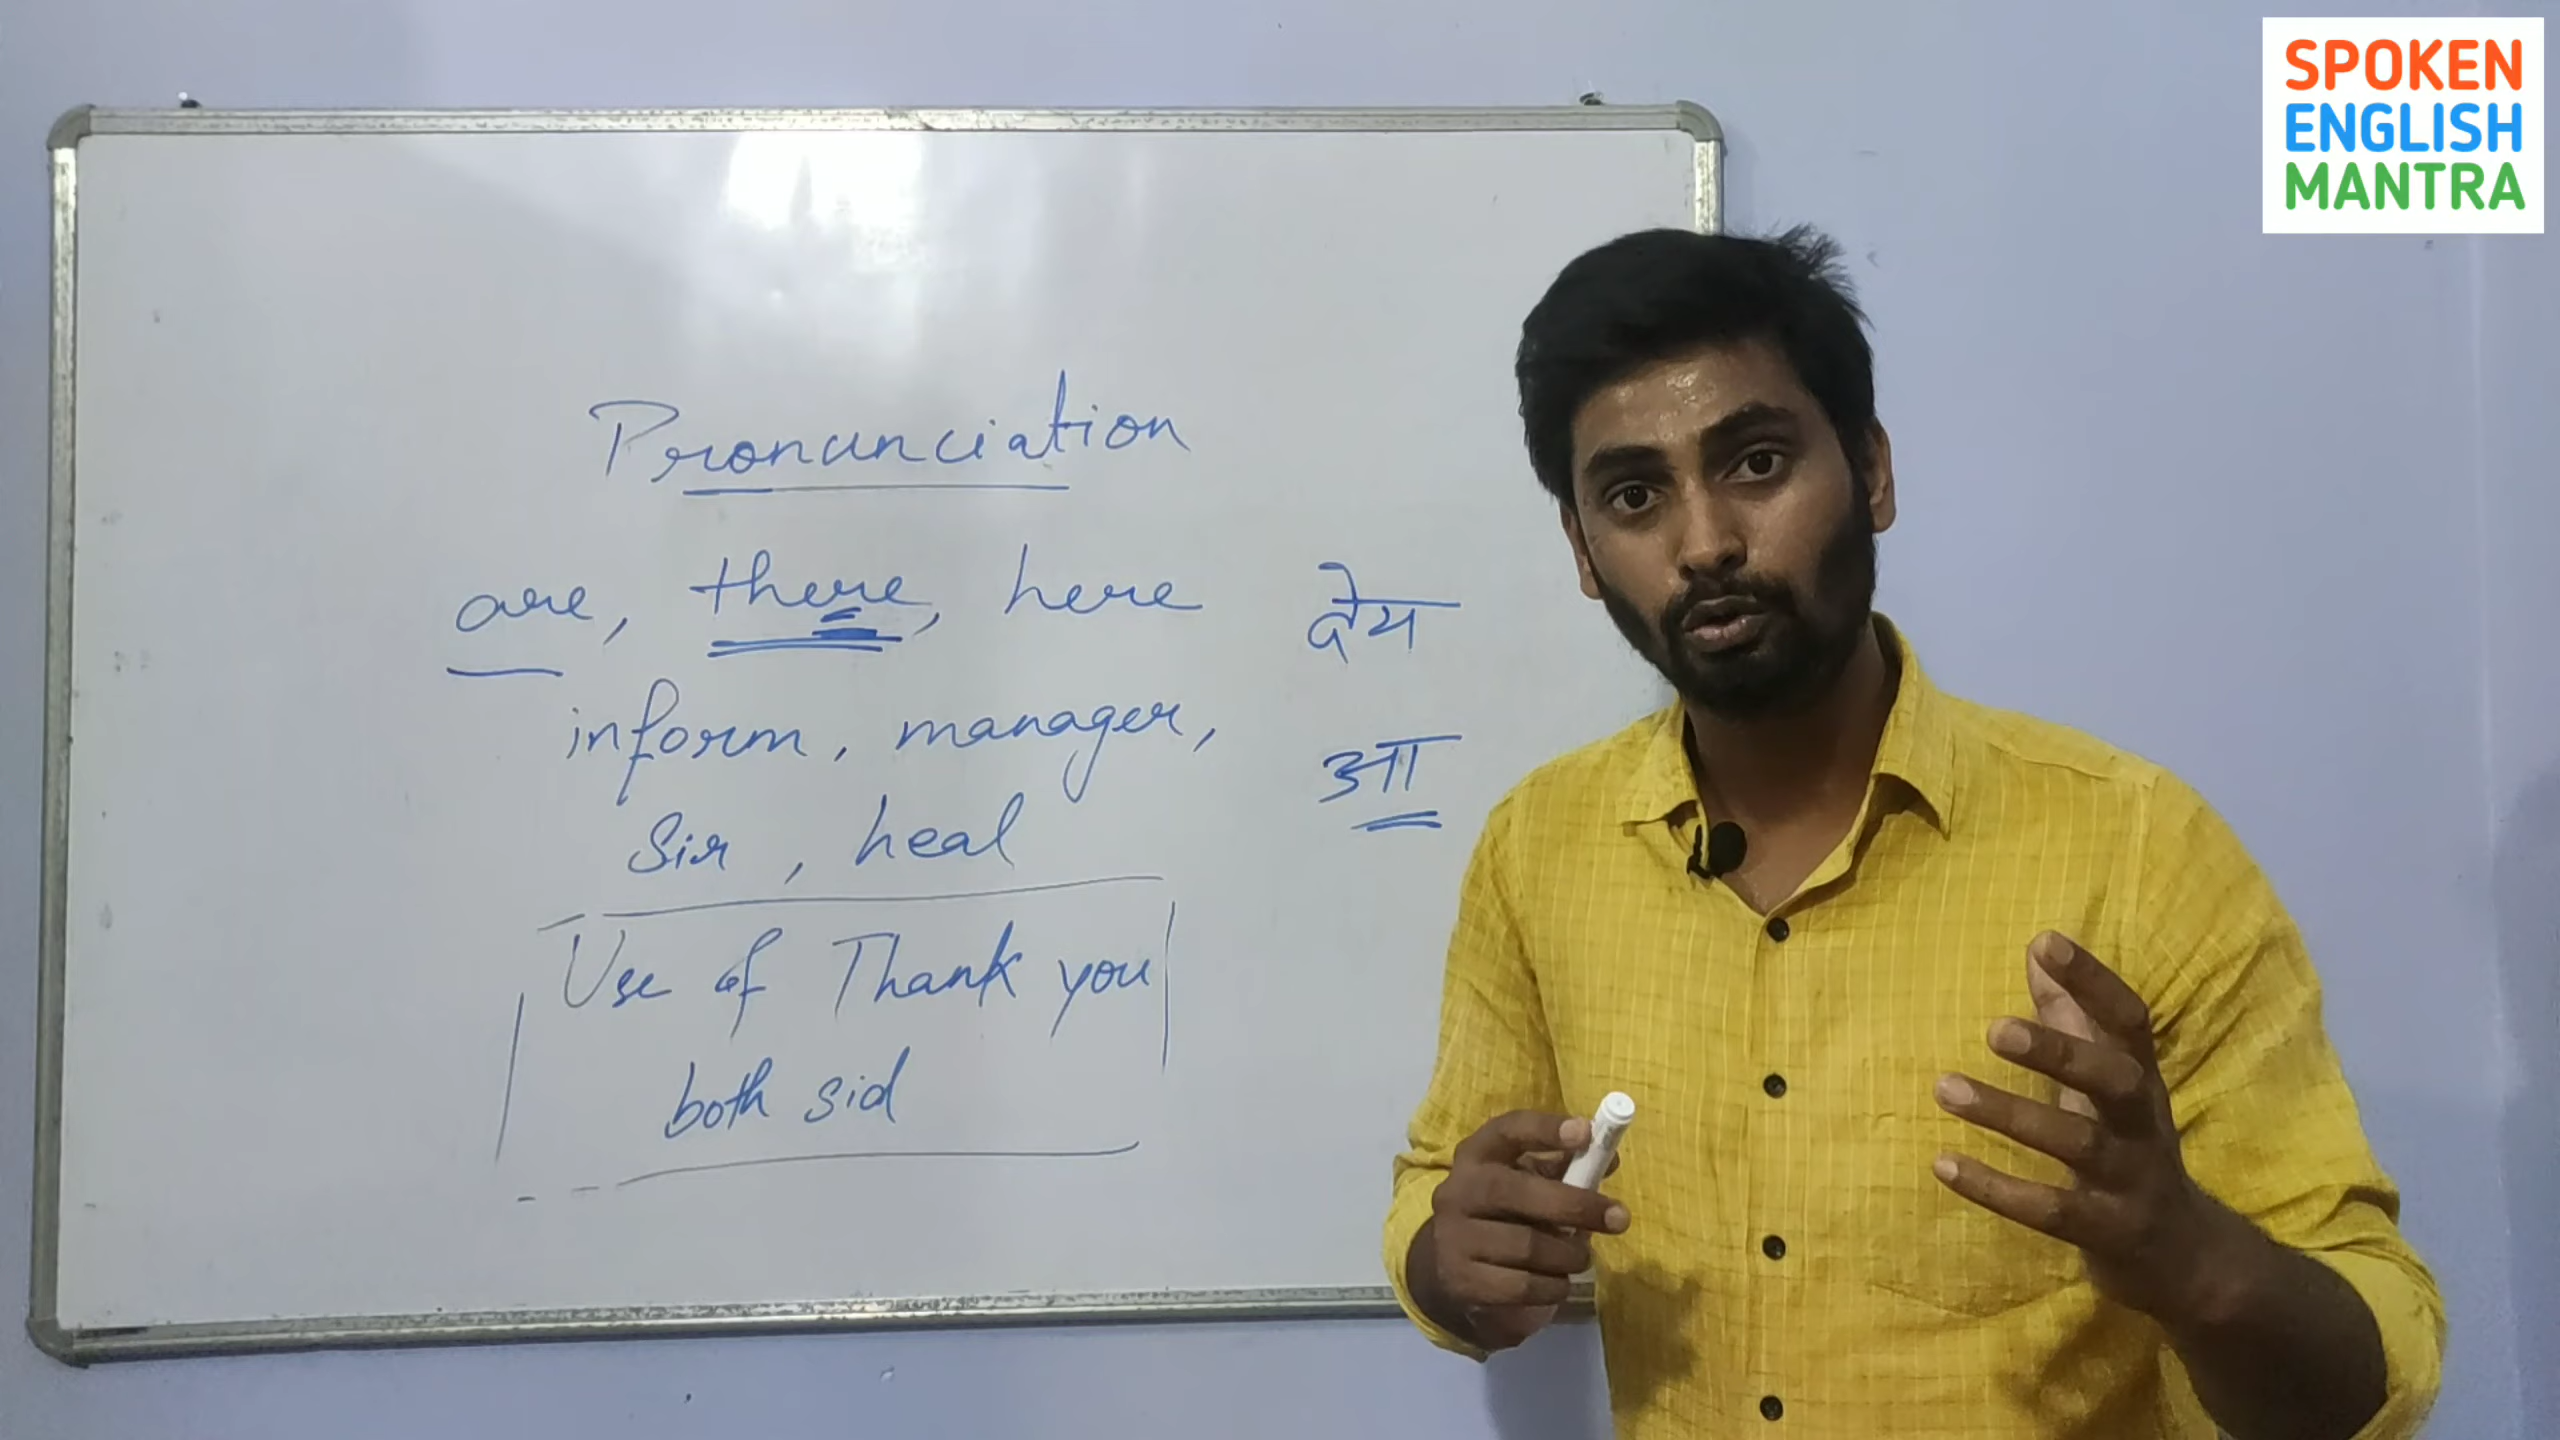 SPOKEN
ENGLISH
MANTRA
Pronunciation
are, there, here
देय
inform, manager,
आ
Sir, heal
Use of Thank you
both sid